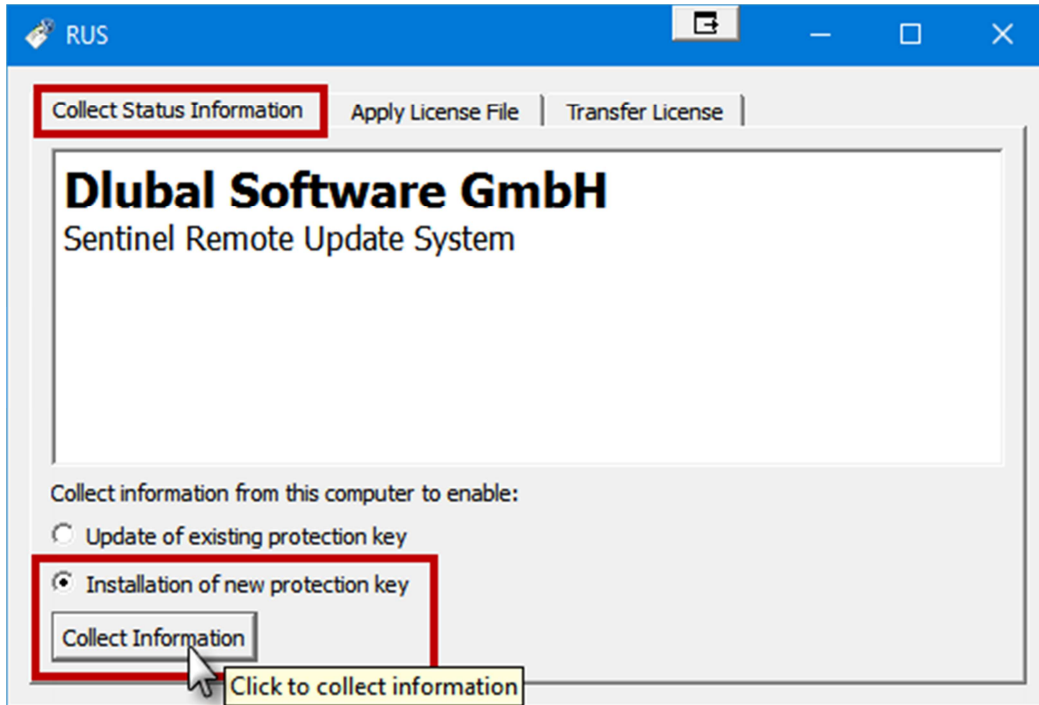 RUS
Collect Status Information
Apply License File
Transfer License
Dlubal Software GmbH
Sentinel Remote Update System
Collect information from this computer to enable:
Update of existing protection key
Installation of new protection key
Collect Information
Click to collect information